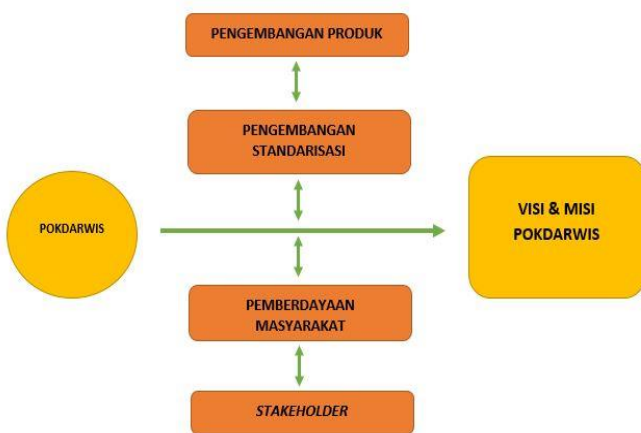 PENGEMBANGAN PRODUK
PENGEMBANGAN
STANDARISASI
POKDARWIS
VISI & MISI
POKDARWIS
PEMBERDAYAAN
MASYARAKAT
STAKEHOLDER